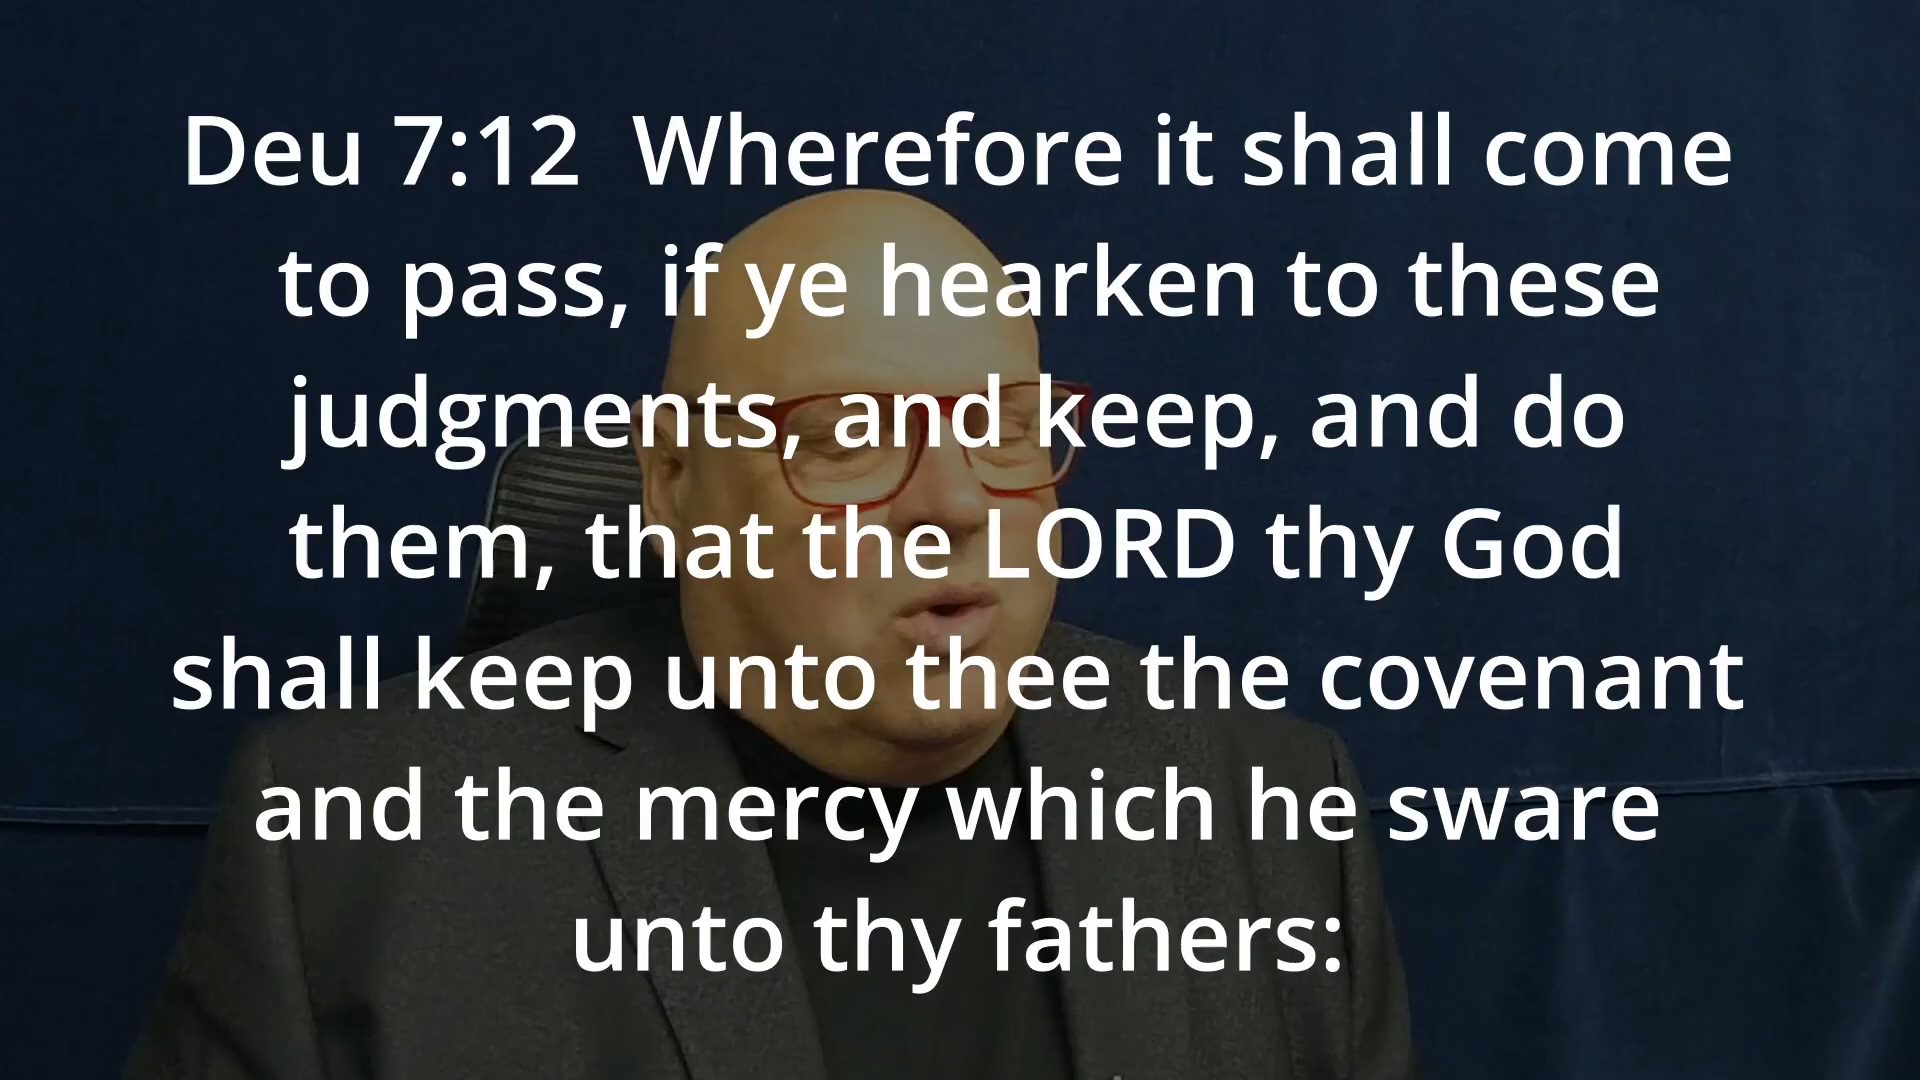 Deu 7:12  Wherefore it shall come
to pass, if ye hearken to these
judgments, and keep, and do
them, that the LORD thy God
shall keep unto thee the covenant
and the mercy which he sware
unto thy fathers: